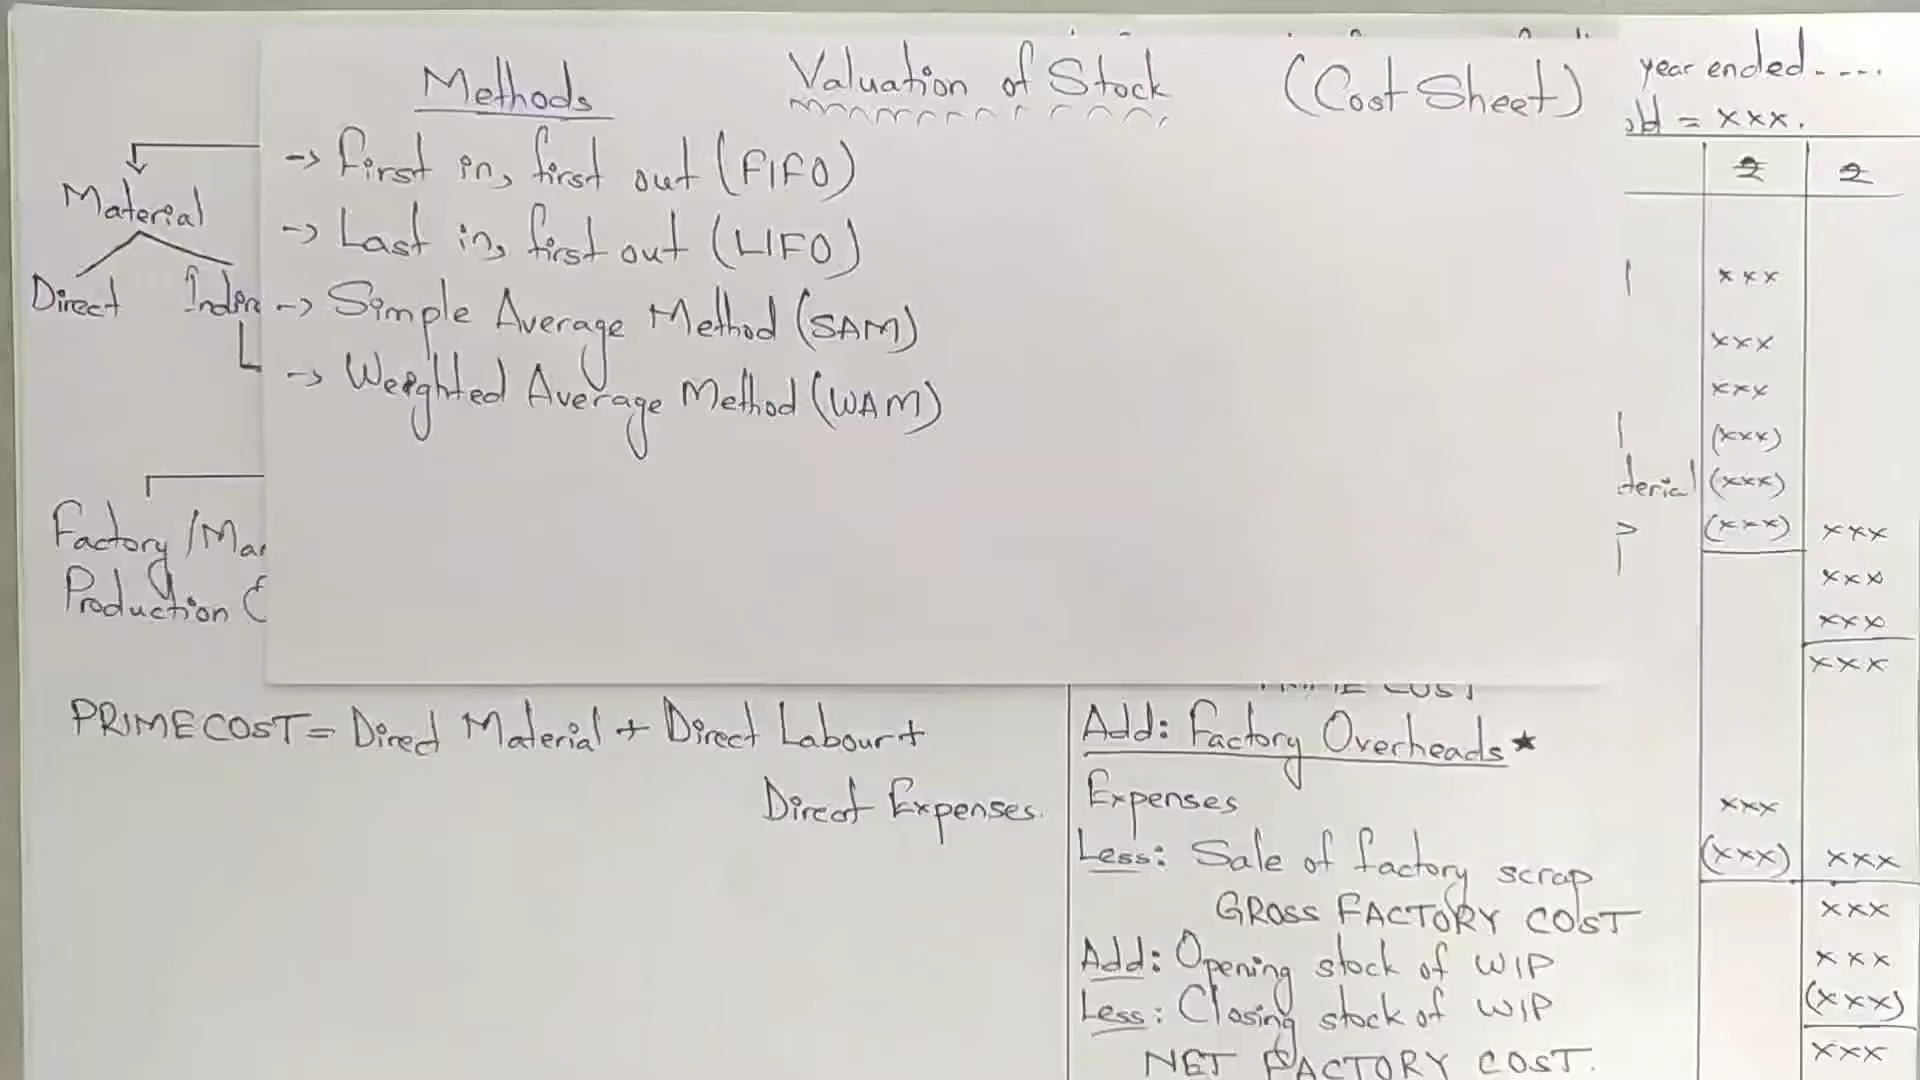 Methods
Valuation of Stock
(Cost Sheet)
-> First in, first out (FIFO)
-> Last in, first out (LIFO)
-> Simple Average Method (SAM)
-> Weighted Average Method (WAM)
Material
Direct
Factory /
Production
PRIME COST = Direct Material + Direct Labour +
Direct Expenses.
year ended....
= xxx.
xxx
xxx
xxx
(xxx)
(xxx)
(xxx) xxx
xxx
xxx
xxx
Add: Factory Overheads ★
Expenses xxx
Less: Sale of factory scrap (xxx) xxx
GROSS FACTORY COST xxx
Add: Opening stock of WIP xxx
Less: Closing stock of WIP (xxx)
NET FACTORY COST. xxx